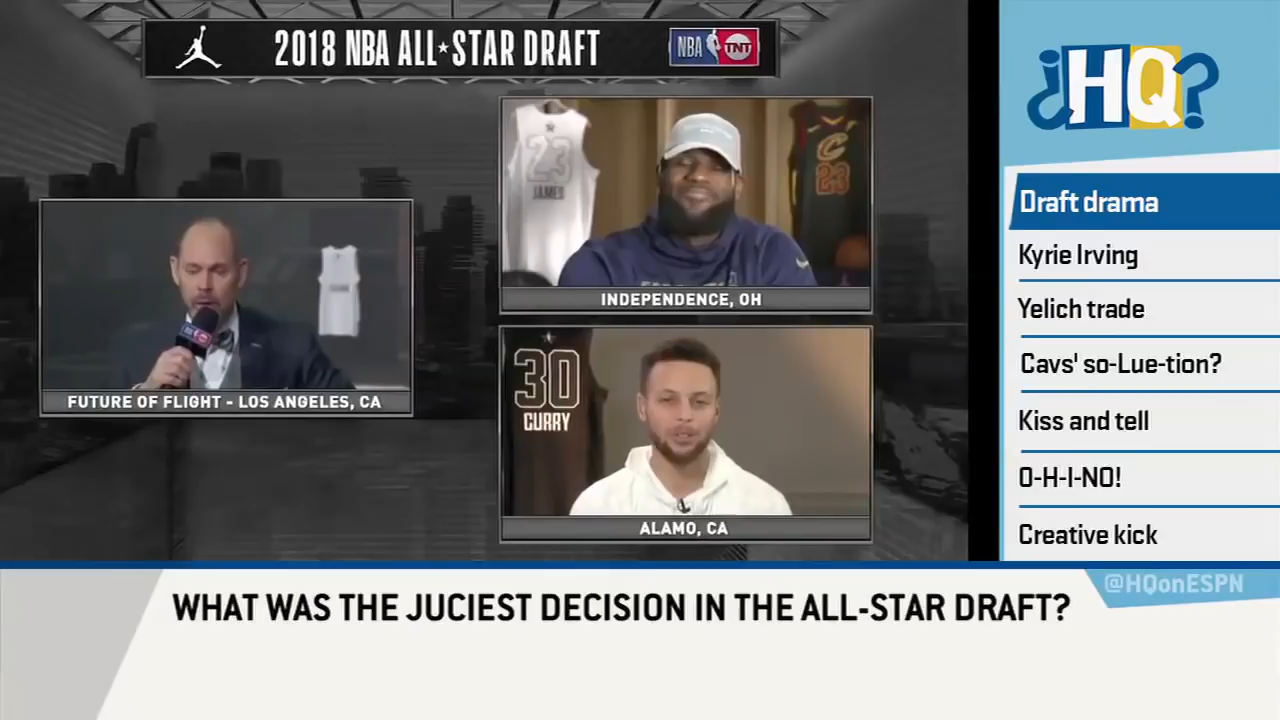 2018 NBA ALL★STAR DRAFT
NBA TNT
¿HQ?
23
JAMES
23
INDEPENDENCE, OH
FUTURE OF FLIGHT - LOS ANGELES, CA
30
CURRY
ALAMO, CA
Draft drama
Kyrie Irving
Yelich trade
Cavs' so-Lue-tion?
Kiss and tell
O-H-I-NO!
Creative kick
@HQonESPN
WHAT WAS THE JUCIEST DECISION IN THE ALL-STAR DRAFT?